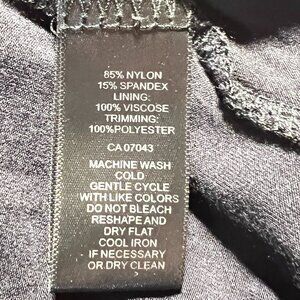 85% NYLON
15% SPANDEX
LINING:
100% VISCOSE
TRIMMING:
100%POLYESTER
CA 07043
MACHINE WASH
COLD
GENTLE CYCLE
WITH LIKE COLORS
DO NOT BLEACH
RESHAPE AND
DRY FLAT
COOL IRON
IF NECESSARY
OR DRY CLEAN